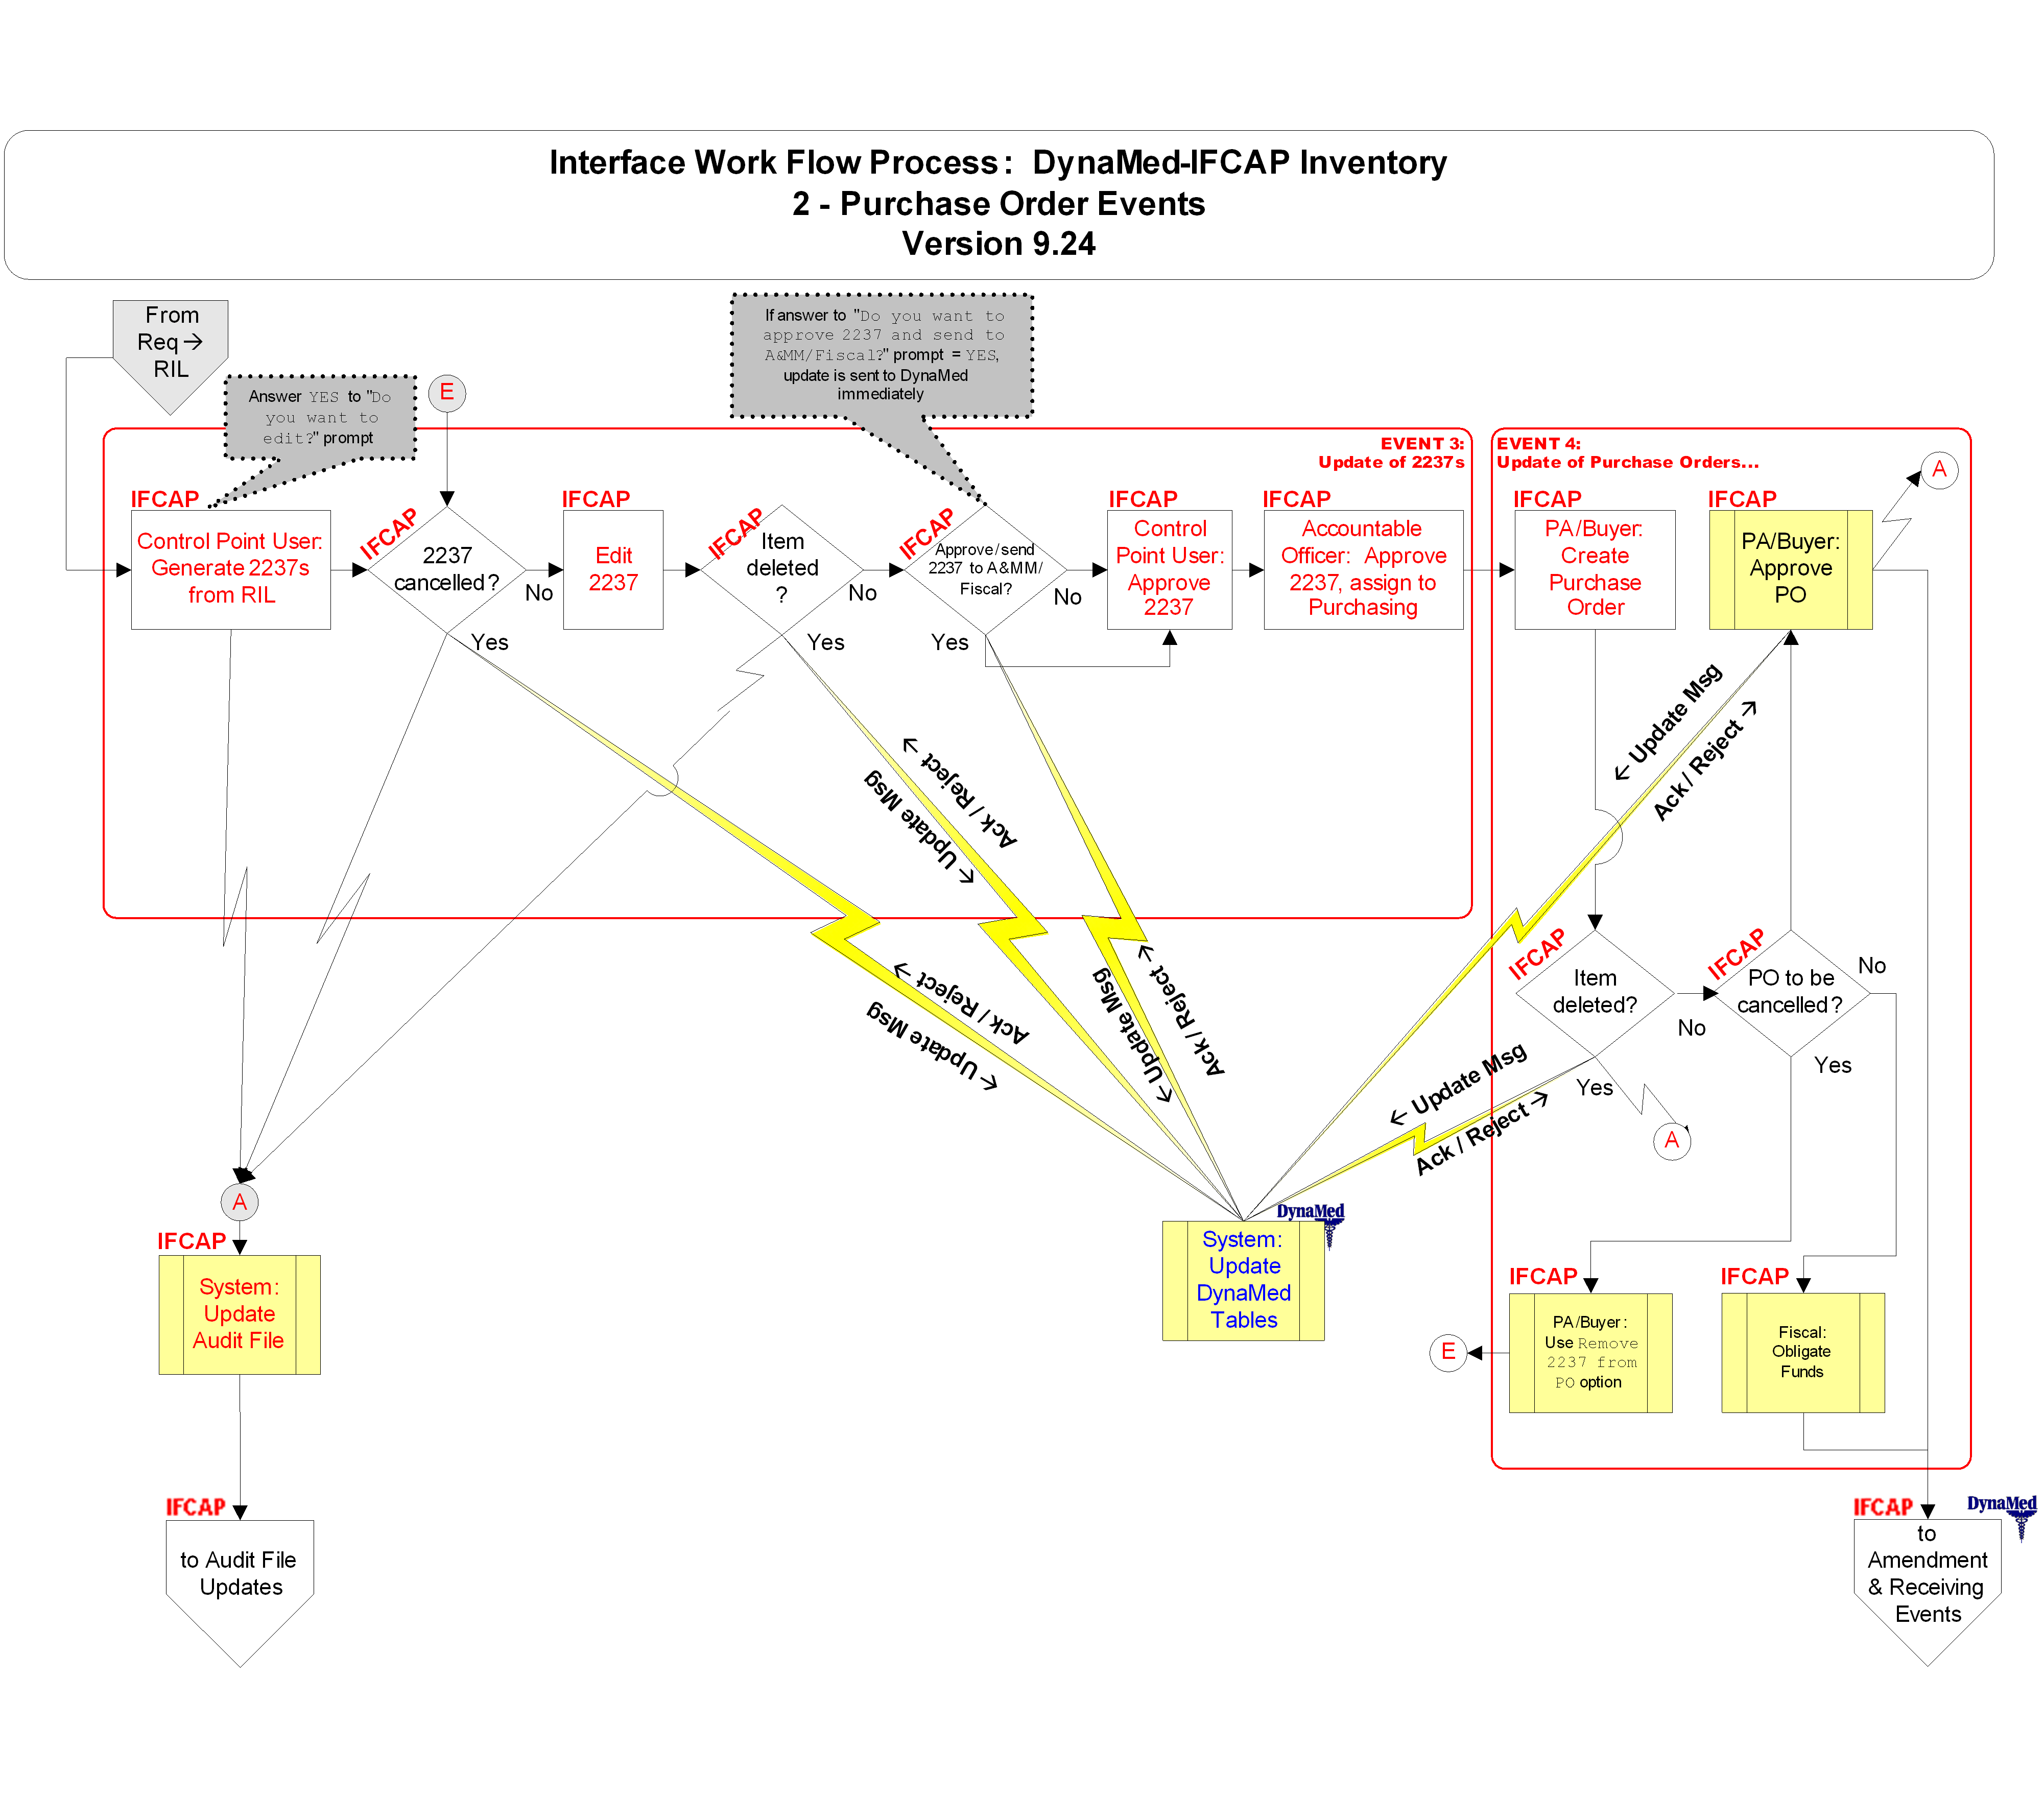 Interface Work Flow Process: DynaMed-IFCAP Inventory
2 - Purchase Order Events
Version 9.24
From
Req →
RIL
Answer YES to "Do
you want to
edit?" prompt
E
If answer to "Do you want to
approve 2237 and send to
A&MM/Fiscal?" prompt = YES,
update is sent to DynaMed
immediately
EVENT 3:
Update of 2237s
EVENT 4:
Update of Purchase Orders...
A
IFCAP
Control Point User:
Generate 2237s
from RIL
IFCAP
2237
cancelled?
No
Yes
IFCAP
Edit
2237
IFCAP
Item
deleted
?
No
Yes
IFCAP
Approve/send
2237 to A&MM/
Fiscal?
No
Yes
IFCAP
Control
Point User:
Approve
2237
IFCAP
Accountable
Officer: Approve
2237, assign to
Purchasing
IFCAP
PA/Buyer:
Create
Purchase
Order
IFCAP
PA/Buyer:
Approve
PO
← Update Msg
Ack / Reject →
Ack / Reject →
← Update Msg
Ack / Reject →
← Update Msg
Ack / Reject →
← Update Msg
IFCAP
Item
deleted?
No
Yes
IFCAP
PO to be
cancelled?
No
Yes
← Update Msg
Ack / Reject →
A
A
IFCAP
System:
Update
Audit File
DynaMed
System:
Update
DynaMed
Tables
IFCAP
PA/Buyer:
Use Remove
2237 from
PO option
E
IFCAP
Fiscal:
Obligate
Funds
IFCAP
to Audit File
Updates
IFCAP
DynaMed
to
Amendment
& Receiving
Events